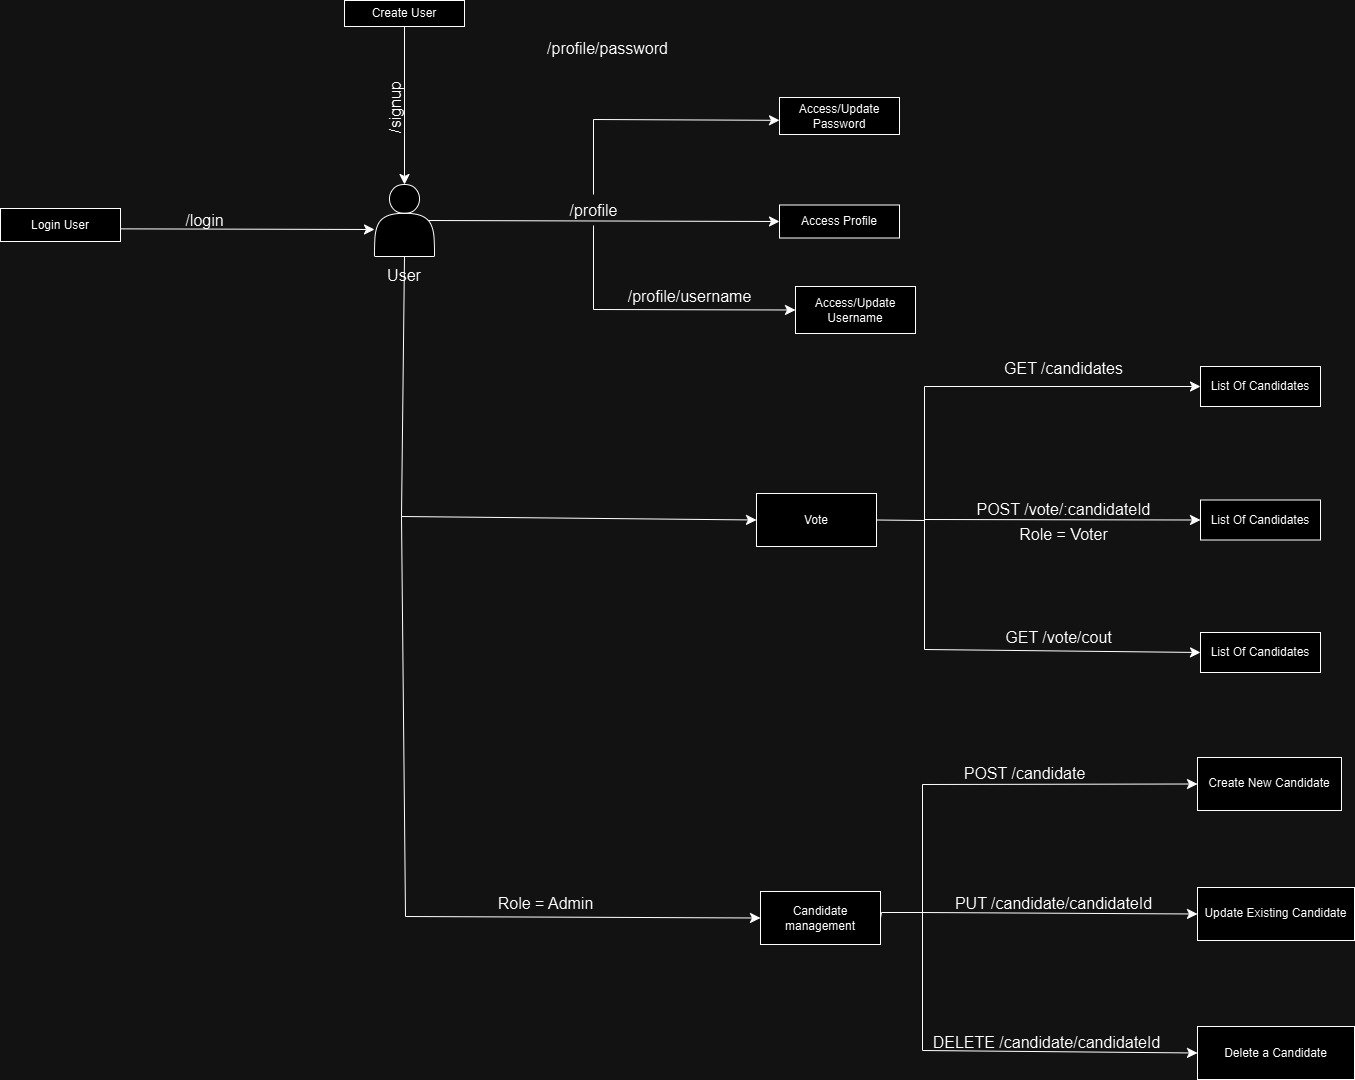 Create User
/profile/password
/signup
Access/Update
Password
Login User
/login
/profile
Access Profile
User
/profile/username
Access/Update
Username
GET /candidates
List Of Candidates
Vote
POST /vote/:candidateId
Role = Voter
List Of Candidates
GET /vote/cout
List Of Candidates
POST /candidate
Create New Candidate
Role = Admin
Candidate
management
PUT /candidate/candidateId
Update Existing Candidate
DELETE /candidate/candidateId
Delete a Candidate